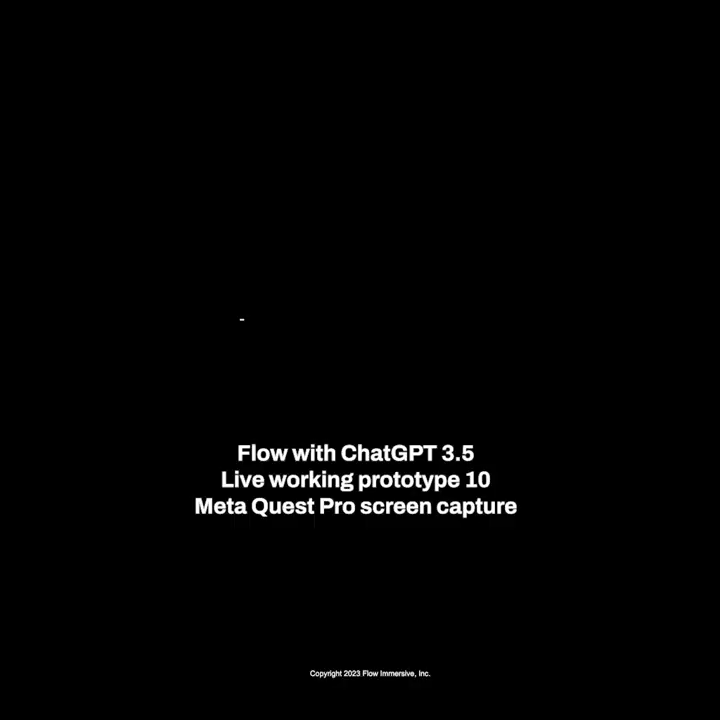 -
Flow with ChatGPT 3.5
Live working prototype 10
Meta Quest Pro screen capture
Copyright 2023 Flow Immersive, Inc.